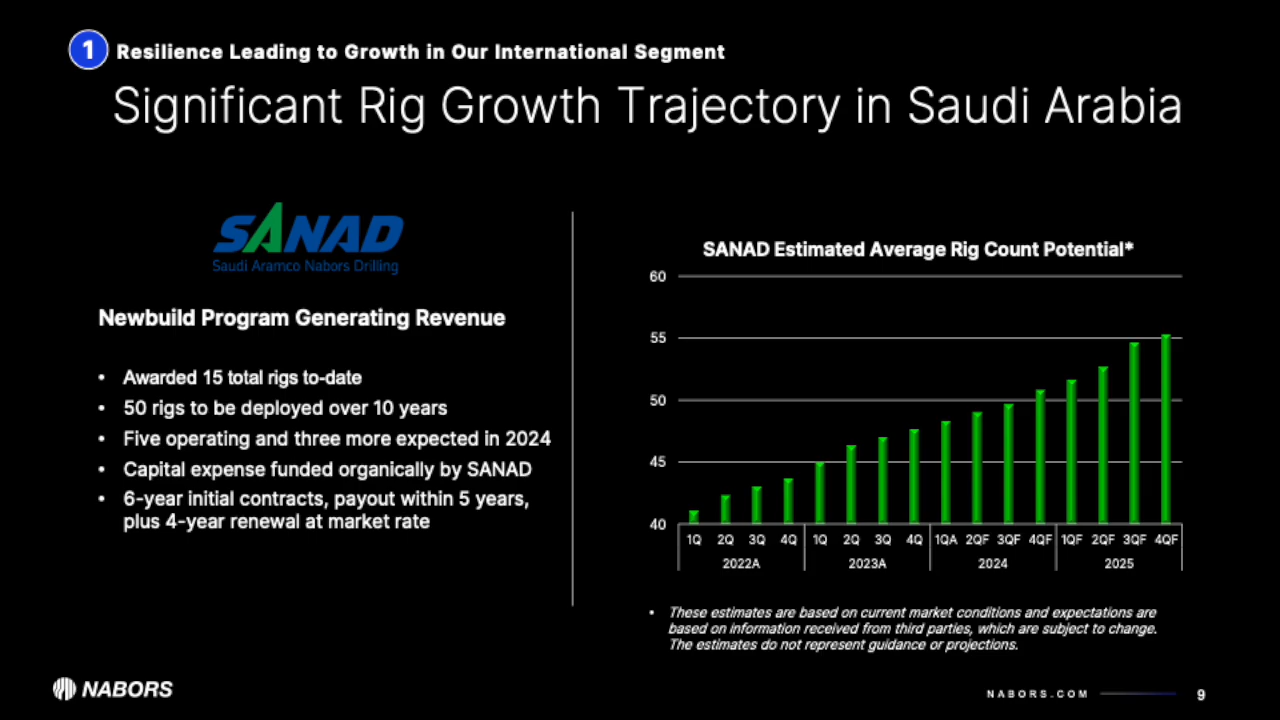 1 Resilience Leading to Growth in Our International Segment
Significant Rig Growth Trajectory in Saudi Arabia
SANAD
Saudi Aramco Nabors Drilling
Newbuild Program Generating Revenue
• Awarded 15 total rigs to-date
• 50 rigs to be deployed over 10 years
• Five operating and three more expected in 2024
• Capital expense funded organically by SANAD
• 6-year initial contracts, payout within 5 years,
plus 4-year renewal at market rate
SANAD Estimated Average Rig Count Potential*
60
55
50
45
40
1Q 2Q 3Q 4Q 1Q 2Q 3Q 4Q 1QA 2QF 3QF 4QF 1QF 2QF 3QF 4QF
2022A 2023A 2024 2025
• These estimates are based on current market conditions and expectations are
based on information received from third parties, which are subject to change.
The estimates do not represent guidance or projections.
NABORS
NABORS.COM 9